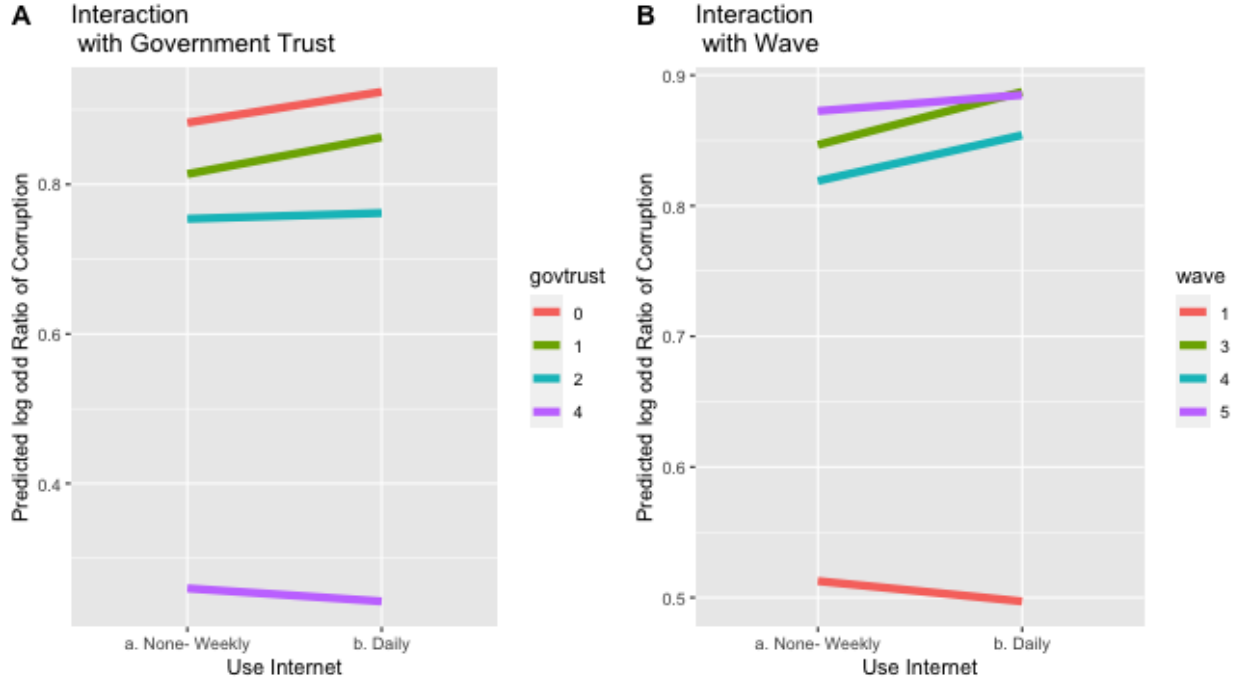 A
Interaction
with Government Trust
Predicted log odd Ratio of Corruption
0.8
0.6
0.4
a. None- Weekly
b. Daily
Use Internet
govtrust
0
1
2
4
B
Interaction
with Wave
Predicted log odd Ratio of Corruption
0.9
0.8
0.7
0.6
0.5
a. None- Weekly
b. Daily
Use Internet
wave
1
3
4
5